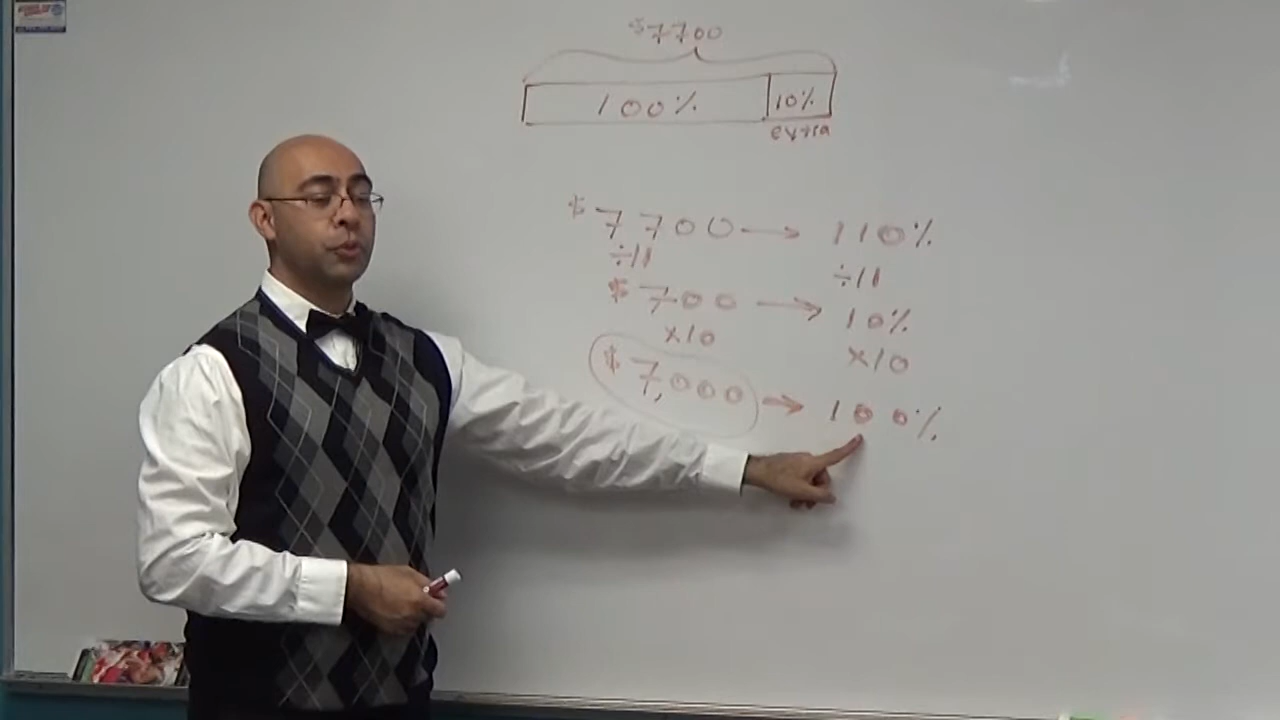 $7700
100% 10%
extra
$7700 → 110%
÷11 ÷11
$700 → 10%
×10 ×10
$7,000 → 100%